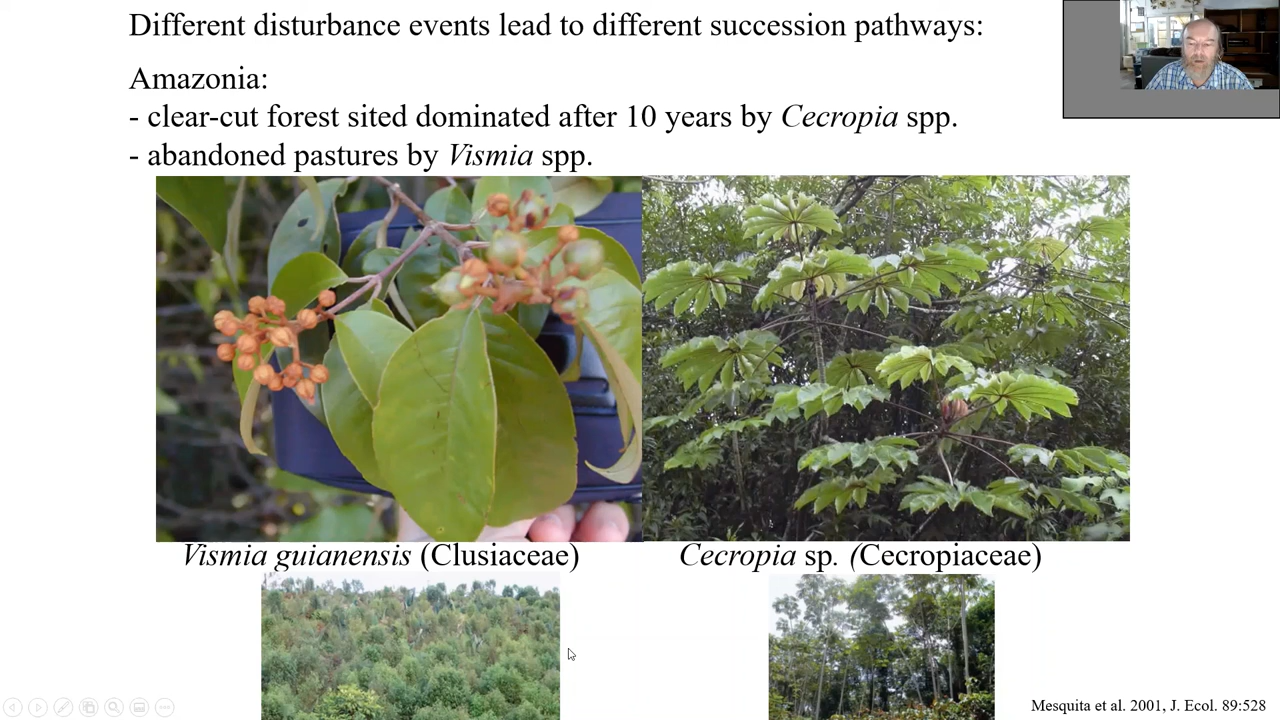 Different disturbance events lead to different succession pathways:
Amazonia:
- clear-cut forest sited dominated after 10 years by Cecropia spp.
- abandoned pastures by Vismia spp.
Vismia guianensis (Clusiaceae)
Cecropia sp. (Cecropiaceae)
Mesquita et al. 2001, J. Ecol. 89:528